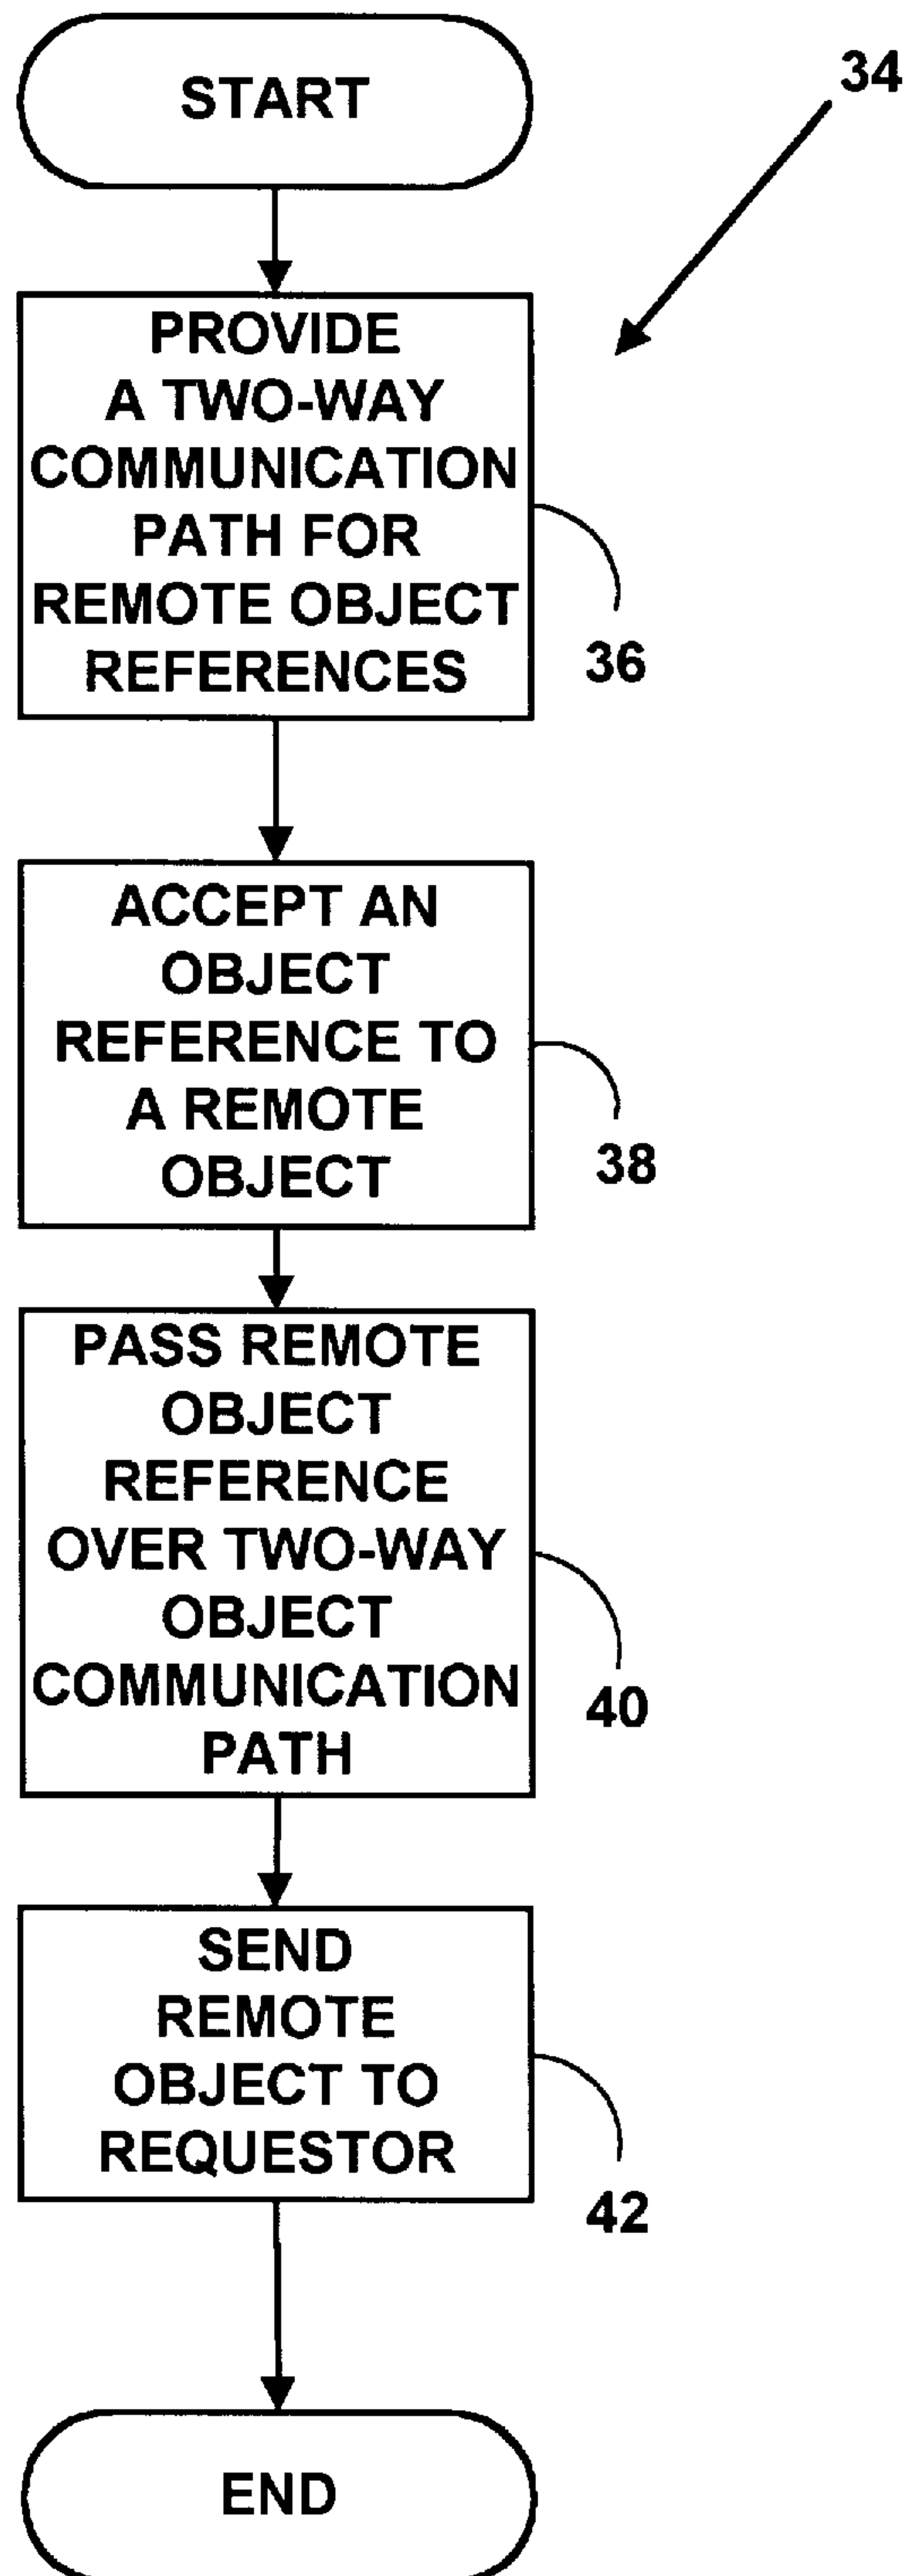 START
34
PROVIDE
A TWO-WAY
COMMUNICATION
PATH FOR
REMOTE OBJECT
REFERENCES
36
ACCEPT AN
OBJECT
REFERENCE TO
A REMOTE
OBJECT
38
PASS REMOTE
OBJECT
REFERENCE
OVER TWO-WAY
OBJECT
COMMUNICATION
PATH
40
SEND
REMOTE
OBJECT TO
REQUESTOR
42
END